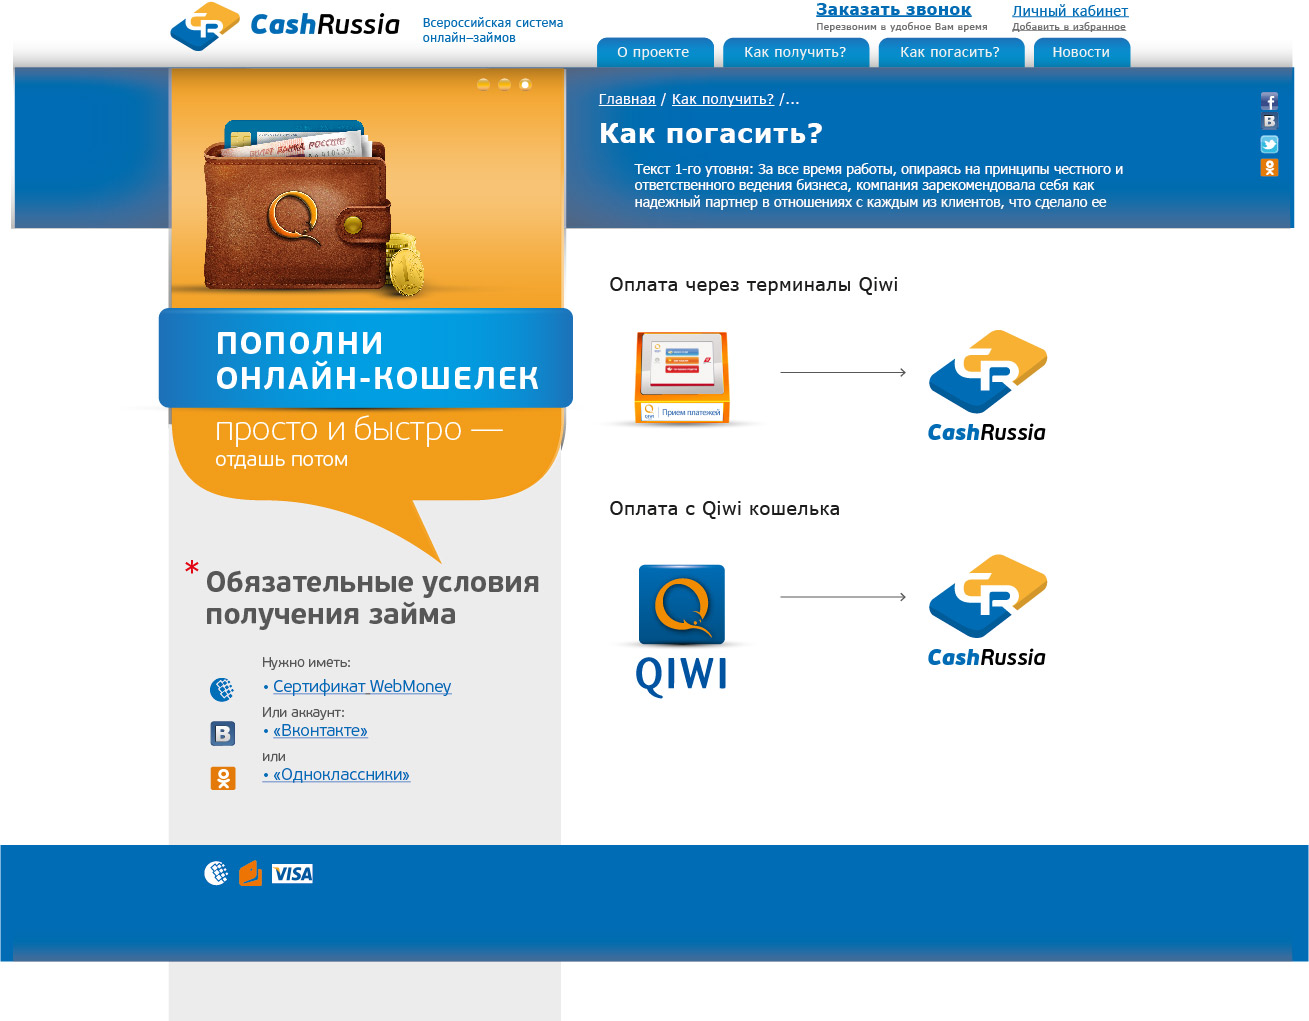 CashRussia
Всероссийская система
онлайн–займов
Заказать звонок
Перезвоним в удобное Вам время
Личный кабинет
Добавить в избранное
О проекте
Как получить?
Как погасить?
Новости
Главная / Как получить? /...
Как погасить?
Текст 1-го утовня: За все время работы, опираясь на принципы честного и
ответственного ведения бизнеса, компания зарекомендовала себя как
надежный партнер в отношениях с каждым из клиентов, что сделало ее
БИЛЕТ БАНКА РОССИИ
ПОПОЛНИ
ОНЛАЙН-КОШЕЛЕК
просто и быстро —
отдашь потом
* Обязательные условия
получения займа
Нужно иметь:
• Сертификат WebMoney
Или аккаунт:
• «Вконтакте»
или
• «Одноклассники»
Оплата через терминалы Qiwi
QIWI
Прием платежей
CashRussia
Оплата с Qiwi кошелька
QIWI
CashRussia
VISA